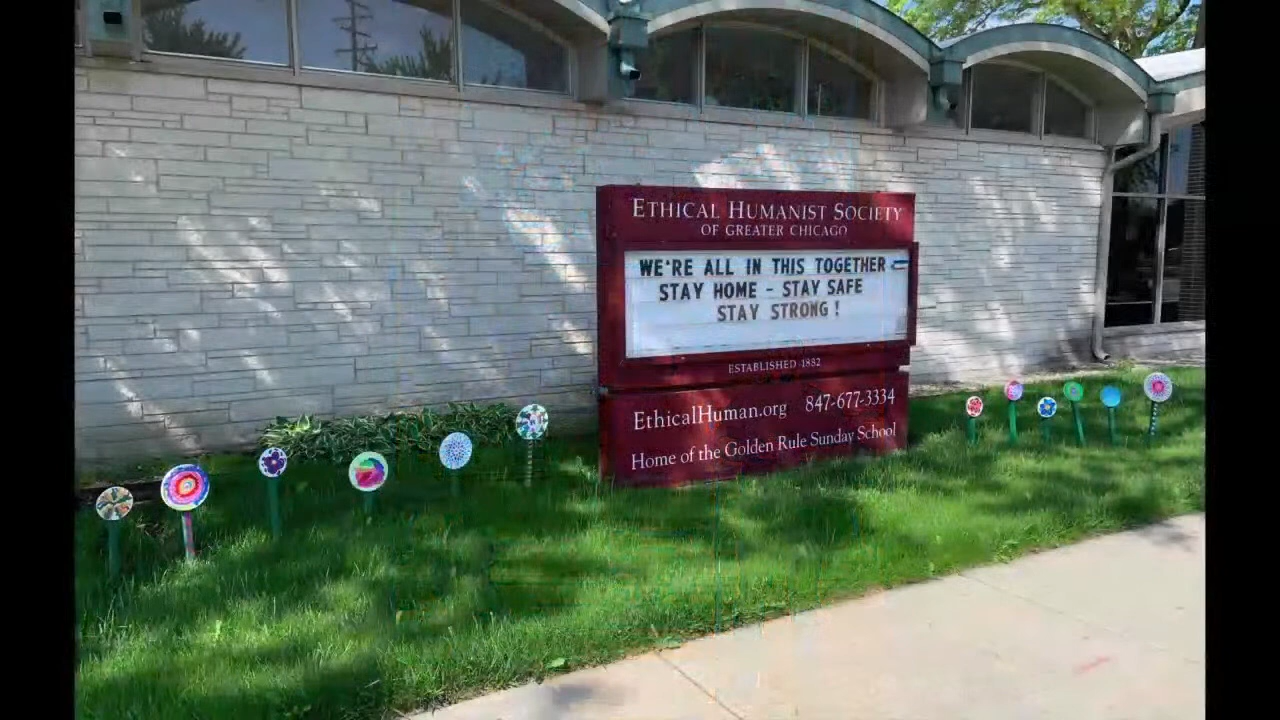 ETHICAL HUMANIST SOCIETY
OF GREATER CHICAGO
WE'RE ALL IN THIS TOGETHER
STAY HOME - STAY SAFE
STAY STRONG!
ESTABLISHED 1882
EthicalHuman.org 847-677-3334
Home of the Golden Rule Sunday School